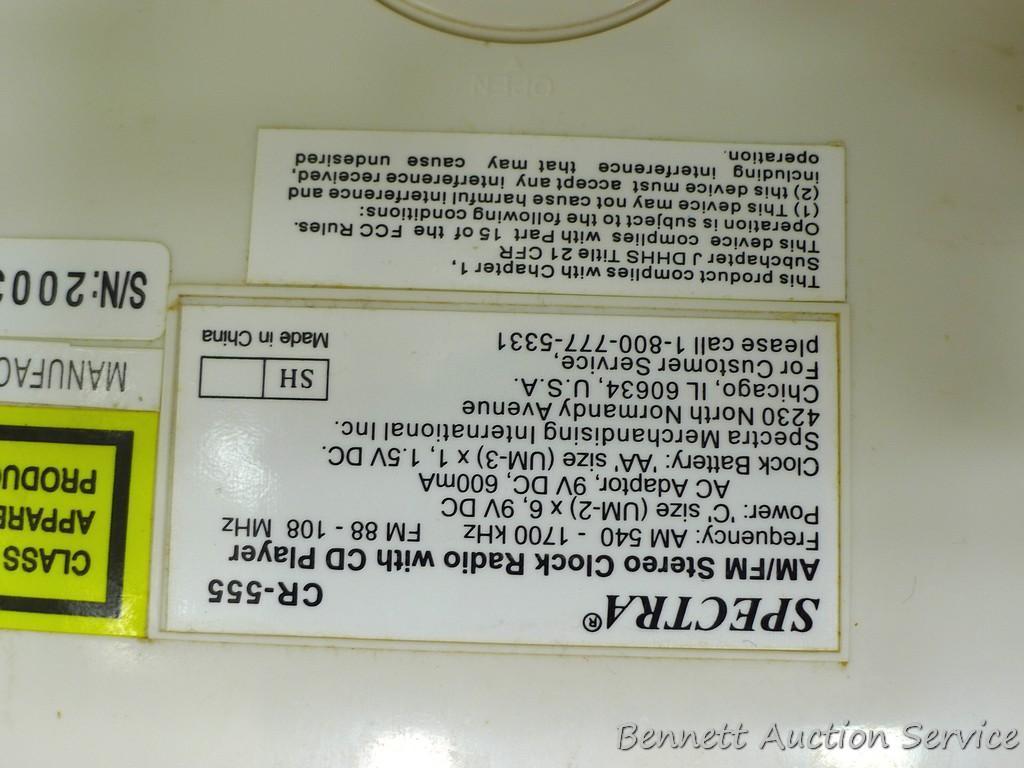 SPECTRA® CR-555
AM/FM Stereo Clock Radio with CD Player
Frequency: AM 540 - 1700 kHz FM 88 - 108 MHz
Power: 'C' size (UM-2) x 6, 9V DC
AC Adaptor, 9V DC, 600mA
Clock Battery: 'AA' size (UM-3) x 1, 1.5V DC.
Spectra Merchandising International Inc.
4230 North Normandy Avenue
Chicago, IL 60634, U.S.A.
For Customer Service,
please call 1-800-777-5331
SH
Made in China
This product complies with Chapter 1,
Subchapter J DHHS Title 21 CFR
This device complies with Part 15 of the FCC Rules.
Operation is subject to the following conditions:
(1) This device may not cause harmful interference and
(2) this device must accept any interference received,
including interference that may cause undesired
operation.
CLASS
APPARE
PRODUC
MANUFAC
S/N:2003
OPEN
Bennett Auction Service